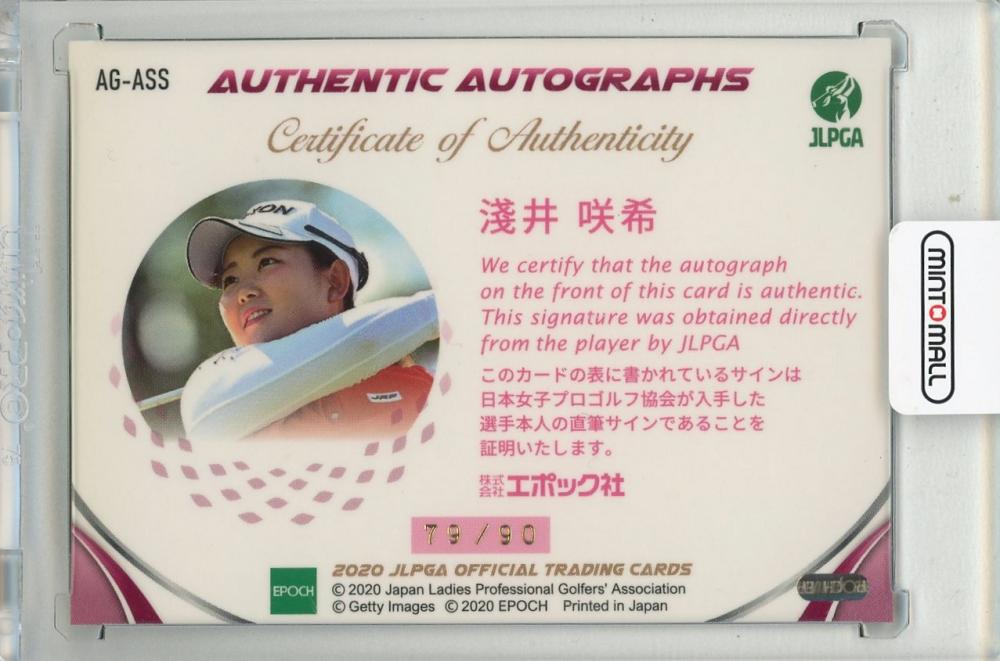 AG-ASS
AUTHENTIC AUTOGRAPHS
JLPGA
Certificate of Authenticity
淺井 咲希
We certify that the autograph
on the front of this card is authentic.
This signature was obtained directly
from the player by JLPGA
このカードの表に書かれているサインは
日本女子プロゴルフ協会が入手した
選手本人の直筆サインであることを
証明いたします。
株式会社エポック社
79/90
EPOCH
2020 JLPGA OFFICIAL TRADING CARDS
© 2020 Japan Ladies Professional Golfers' Association
© Getty Images © 2020 EPOCH Printed in Japan
MINTOMALL